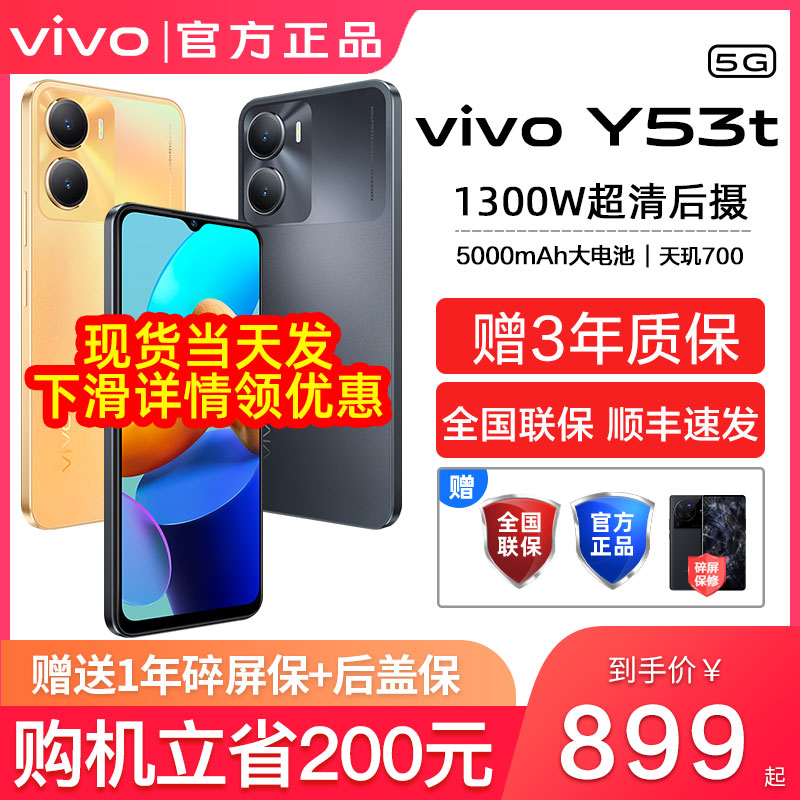 vivo | 官方正品
5G
vivo Y53t
1300W超清后摄
5000mAh大电池 | 天玑700
现货当天发
下滑详情领优惠
赠3年质保
全国联保 顺丰速发
赠
全国
联保
官方
正品
碎屏
保修
vivo
赠送1年碎屏保+后盖保
购机立省200元
到手价￥
899起